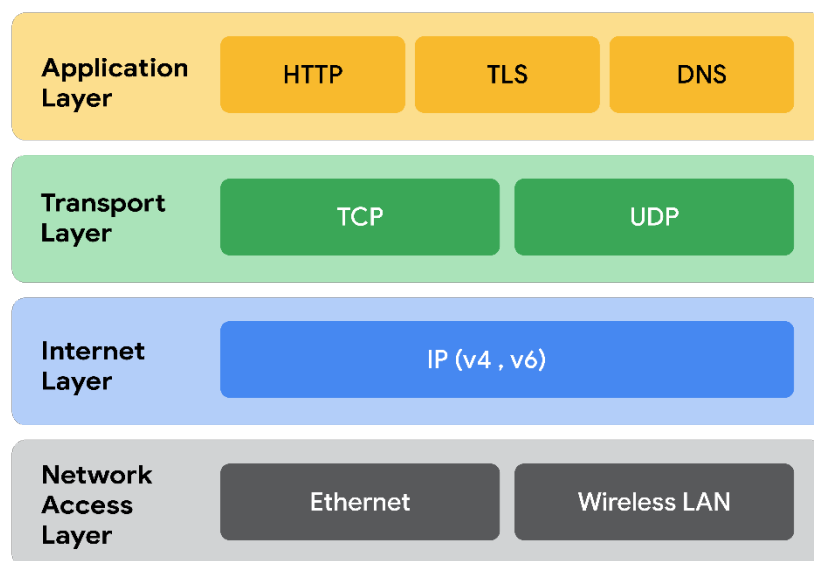 Application
Layer
HTTP
TLS
DNS
Transport
Layer
TCP
UDP
Internet
Layer
IP (v4 , v6)
Network
Access
Layer
Ethernet
Wireless LAN